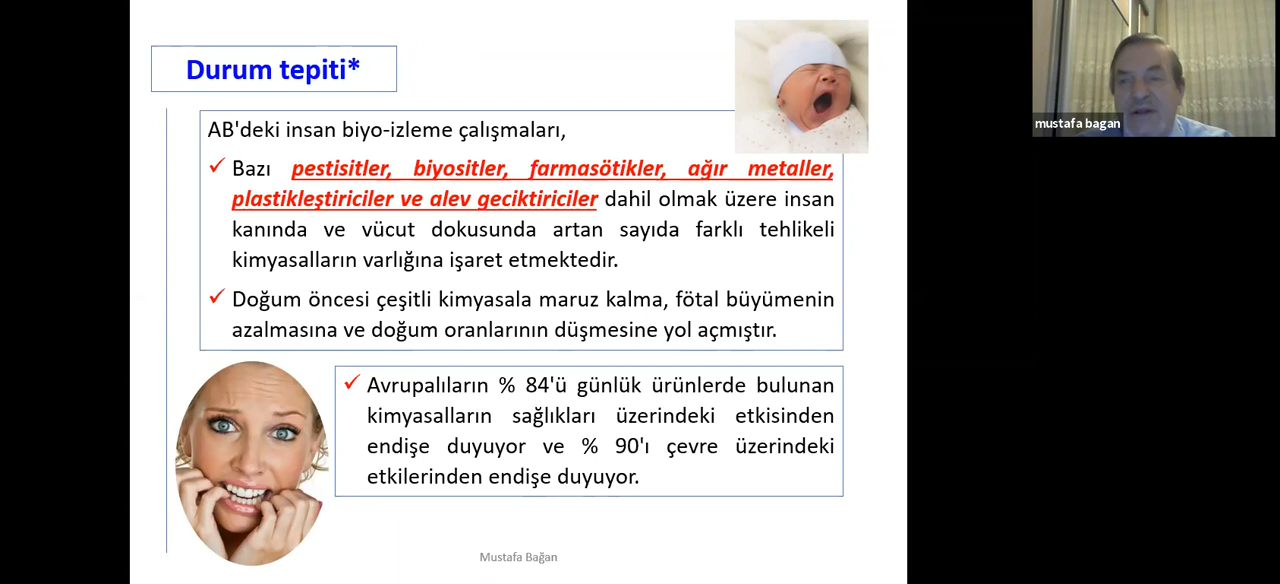 Durum tepiti*
mustafa bagan
AB'deki insan biyo-izleme çalışmaları,
✓ Bazı pestisitler, biyositler, farmasötikler, ağır metaller,
plastikleştiriciler ve alev geciktiriciler dahil olmak üzere insan
kanında ve vücut dokusunda artan sayıda farklı tehlikeli
kimyasalların varlığına işaret etmektedir.
✓ Doğum öncesi çeşitli kimyasala maruz kalma, fötal büyümenin
azalmasına ve doğum oranlarının düşmesine yol açmıştır.
✓ Avrupalıların % 84'ü günlük ürünlerde bulunan
kimyasalların sağlıkları üzerindeki etkisinden
endişe duyuyor ve % 90'ı çevre üzerindeki
etkilerinden endişe duyuyor.
Mustafa Bağan